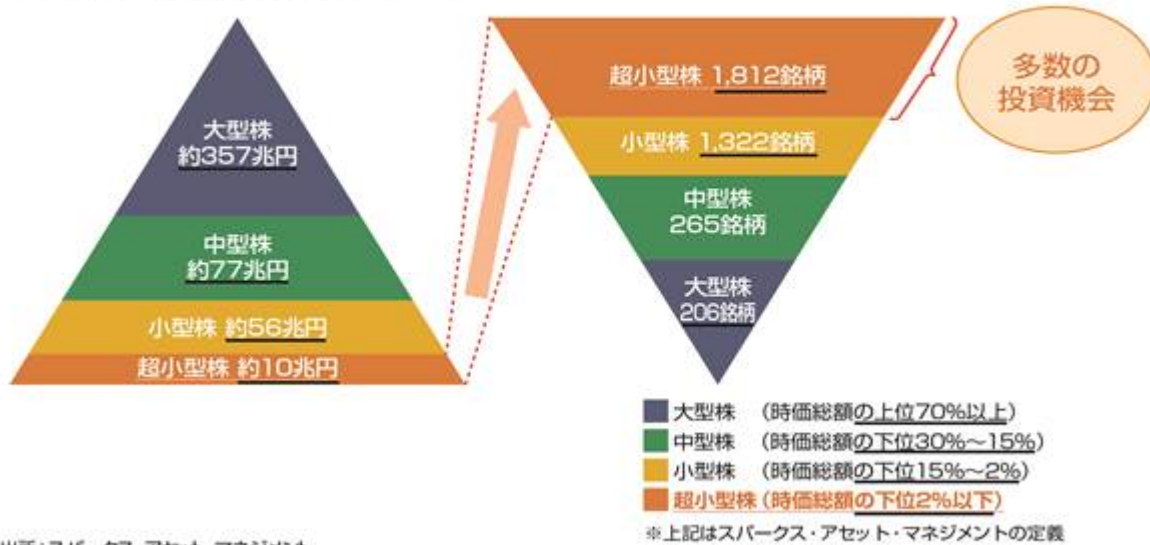 大型株
約357兆円
中型株
約77兆円
小型株 約56兆円
超小型株 約10兆円
超小型株 1,812銘柄
小型株 1,322銘柄
中型株
265銘柄
大型株
206銘柄
多数の
投資機会
大型株 (時価総額の上位70%以上)
中型株 (時価総額の下位30%~15%)
小型株 (時価総額の下位15%~2%)
超小型株 (時価総額の下位2%以下)
※上記はスパークス・アセット・マネジメントの定義